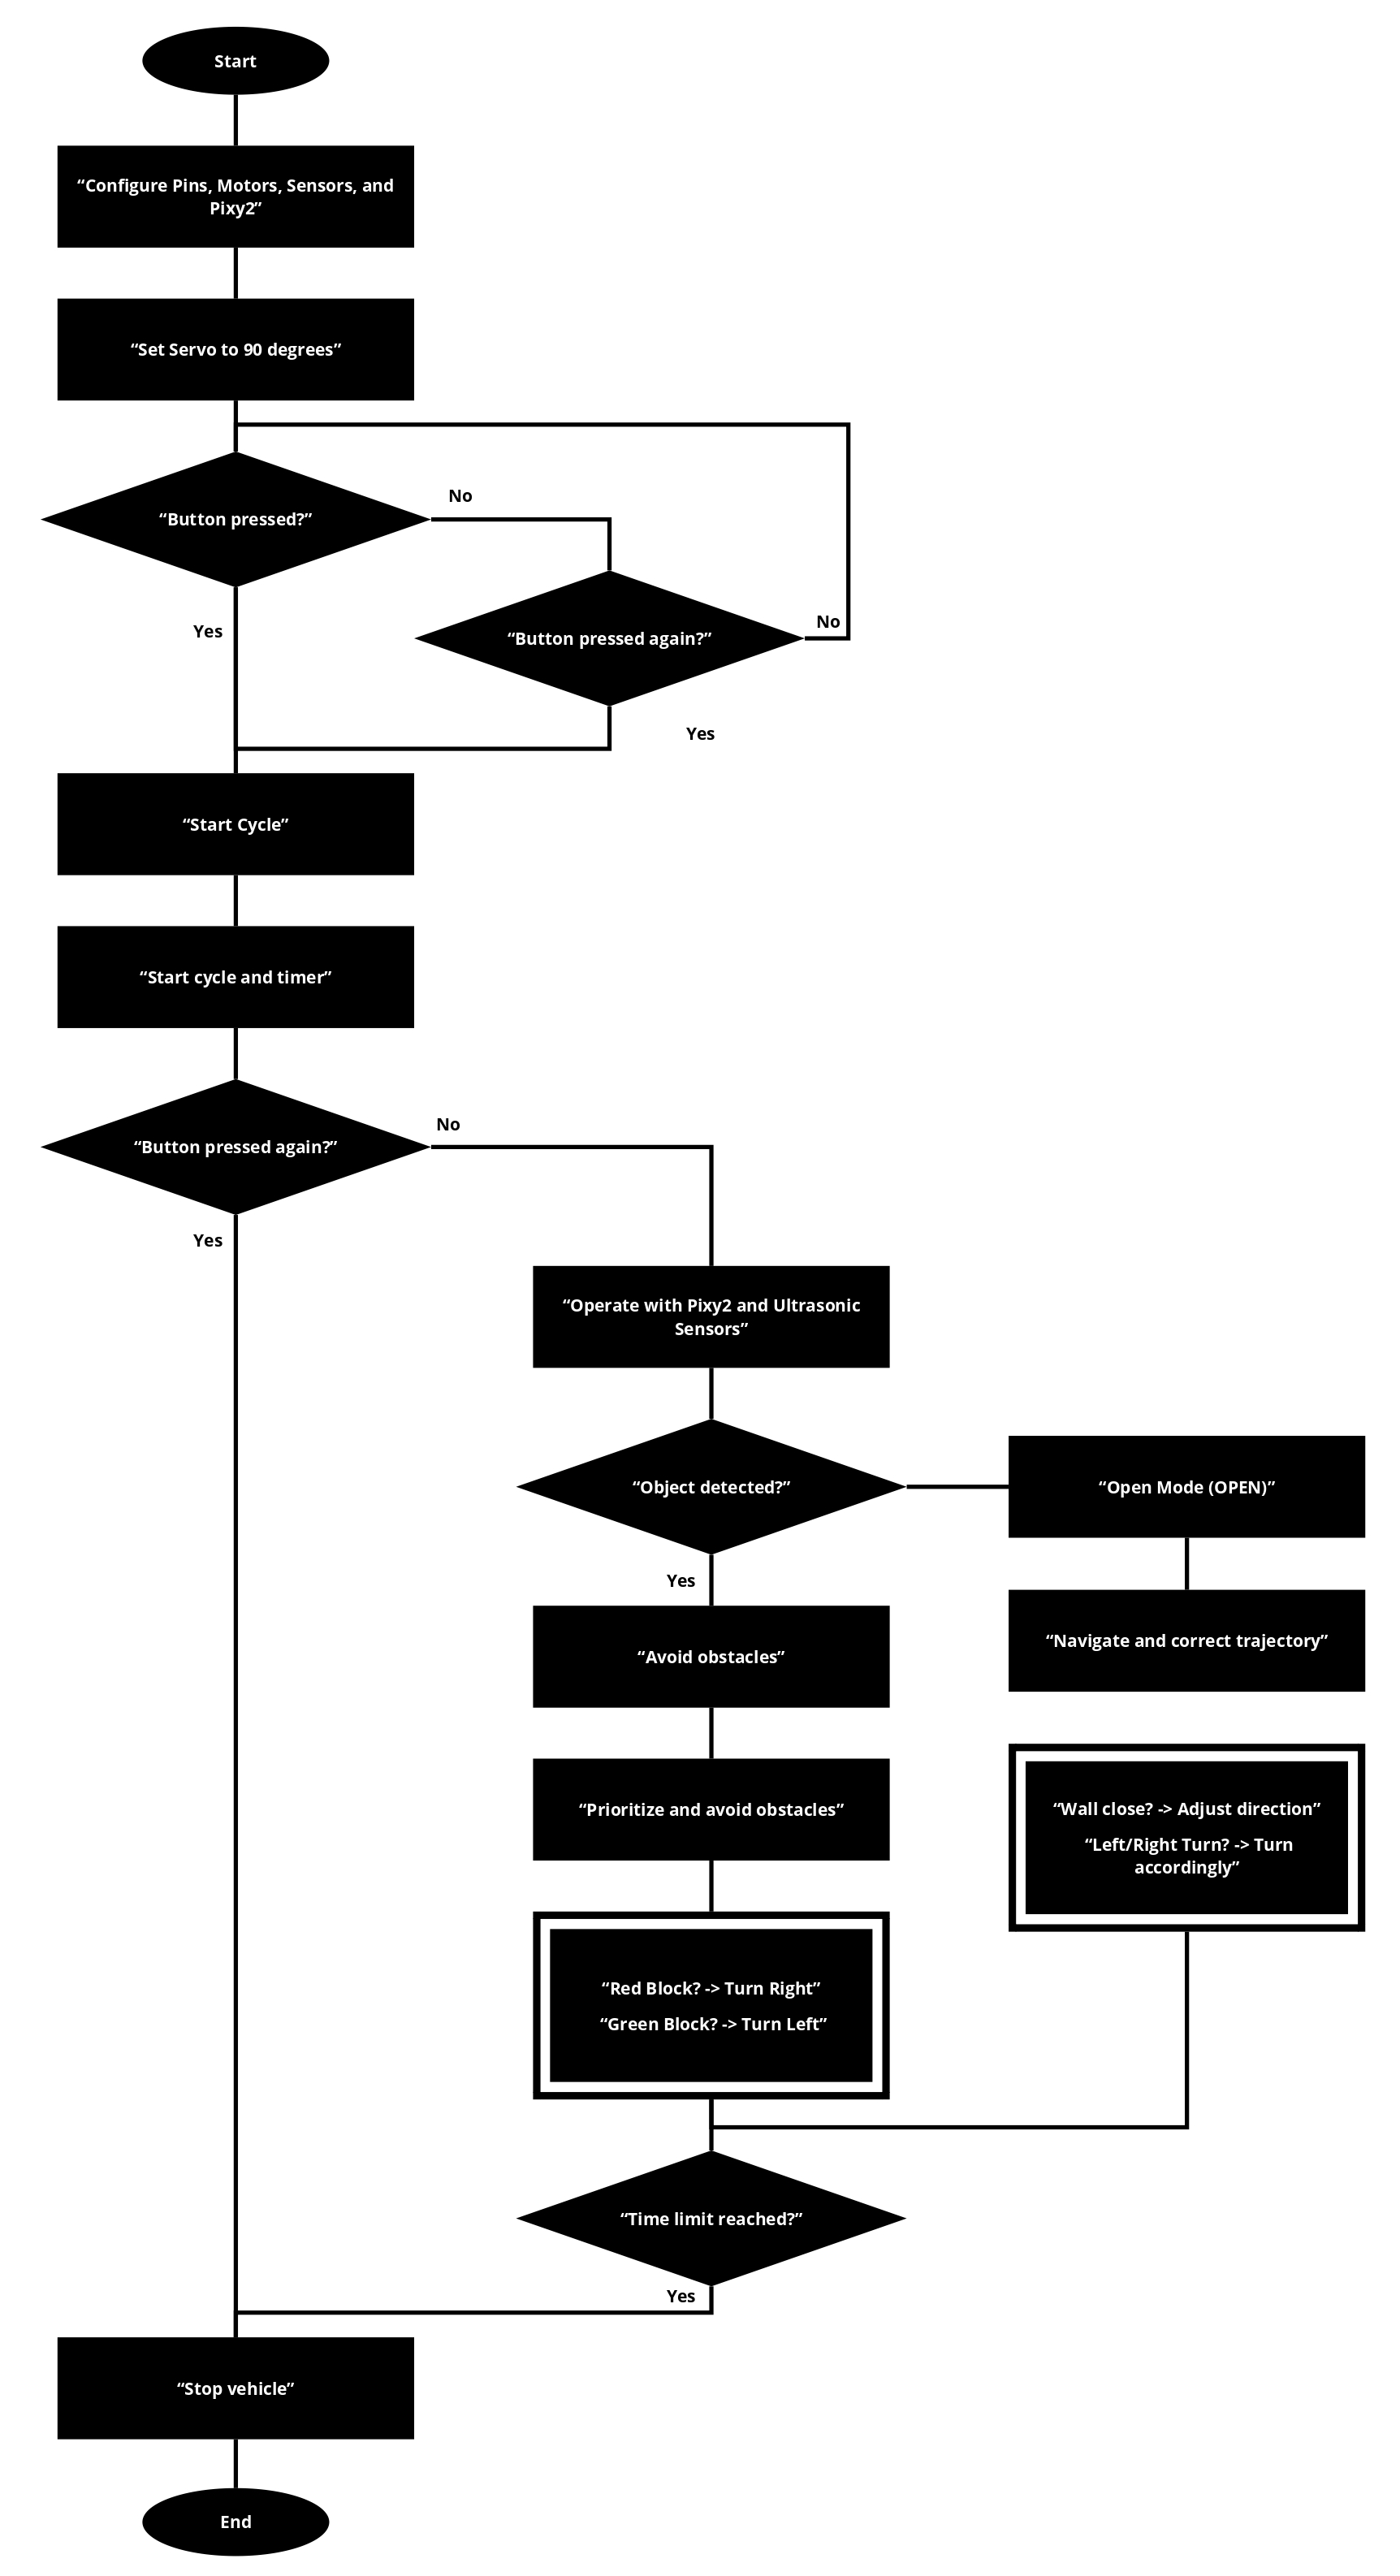 Start
“Configure Pins, Motors, Sensors, and
Pixy2”
“Set Servo to 90 degrees”
“Button pressed?”
No
“Button pressed again?”
No
Yes
Yes
“Start Cycle”
“Start cycle and timer”
“Button pressed again?”
No
Yes
“Operate with Pixy2 and Ultrasonic
Sensors”
“Object detected?”
“Open Mode (OPEN)”
Yes
“Navigate and correct trajectory”
“Avoid obstacles”
“Prioritize and avoid obstacles”
“Wall close? -> Adjust direction”
“Left/Right Turn? -> Turn
accordingly”
“Red Block? -> Turn Right”
“Green Block? -> Turn Left”
“Time limit reached?”
Yes
“Stop vehicle”
End